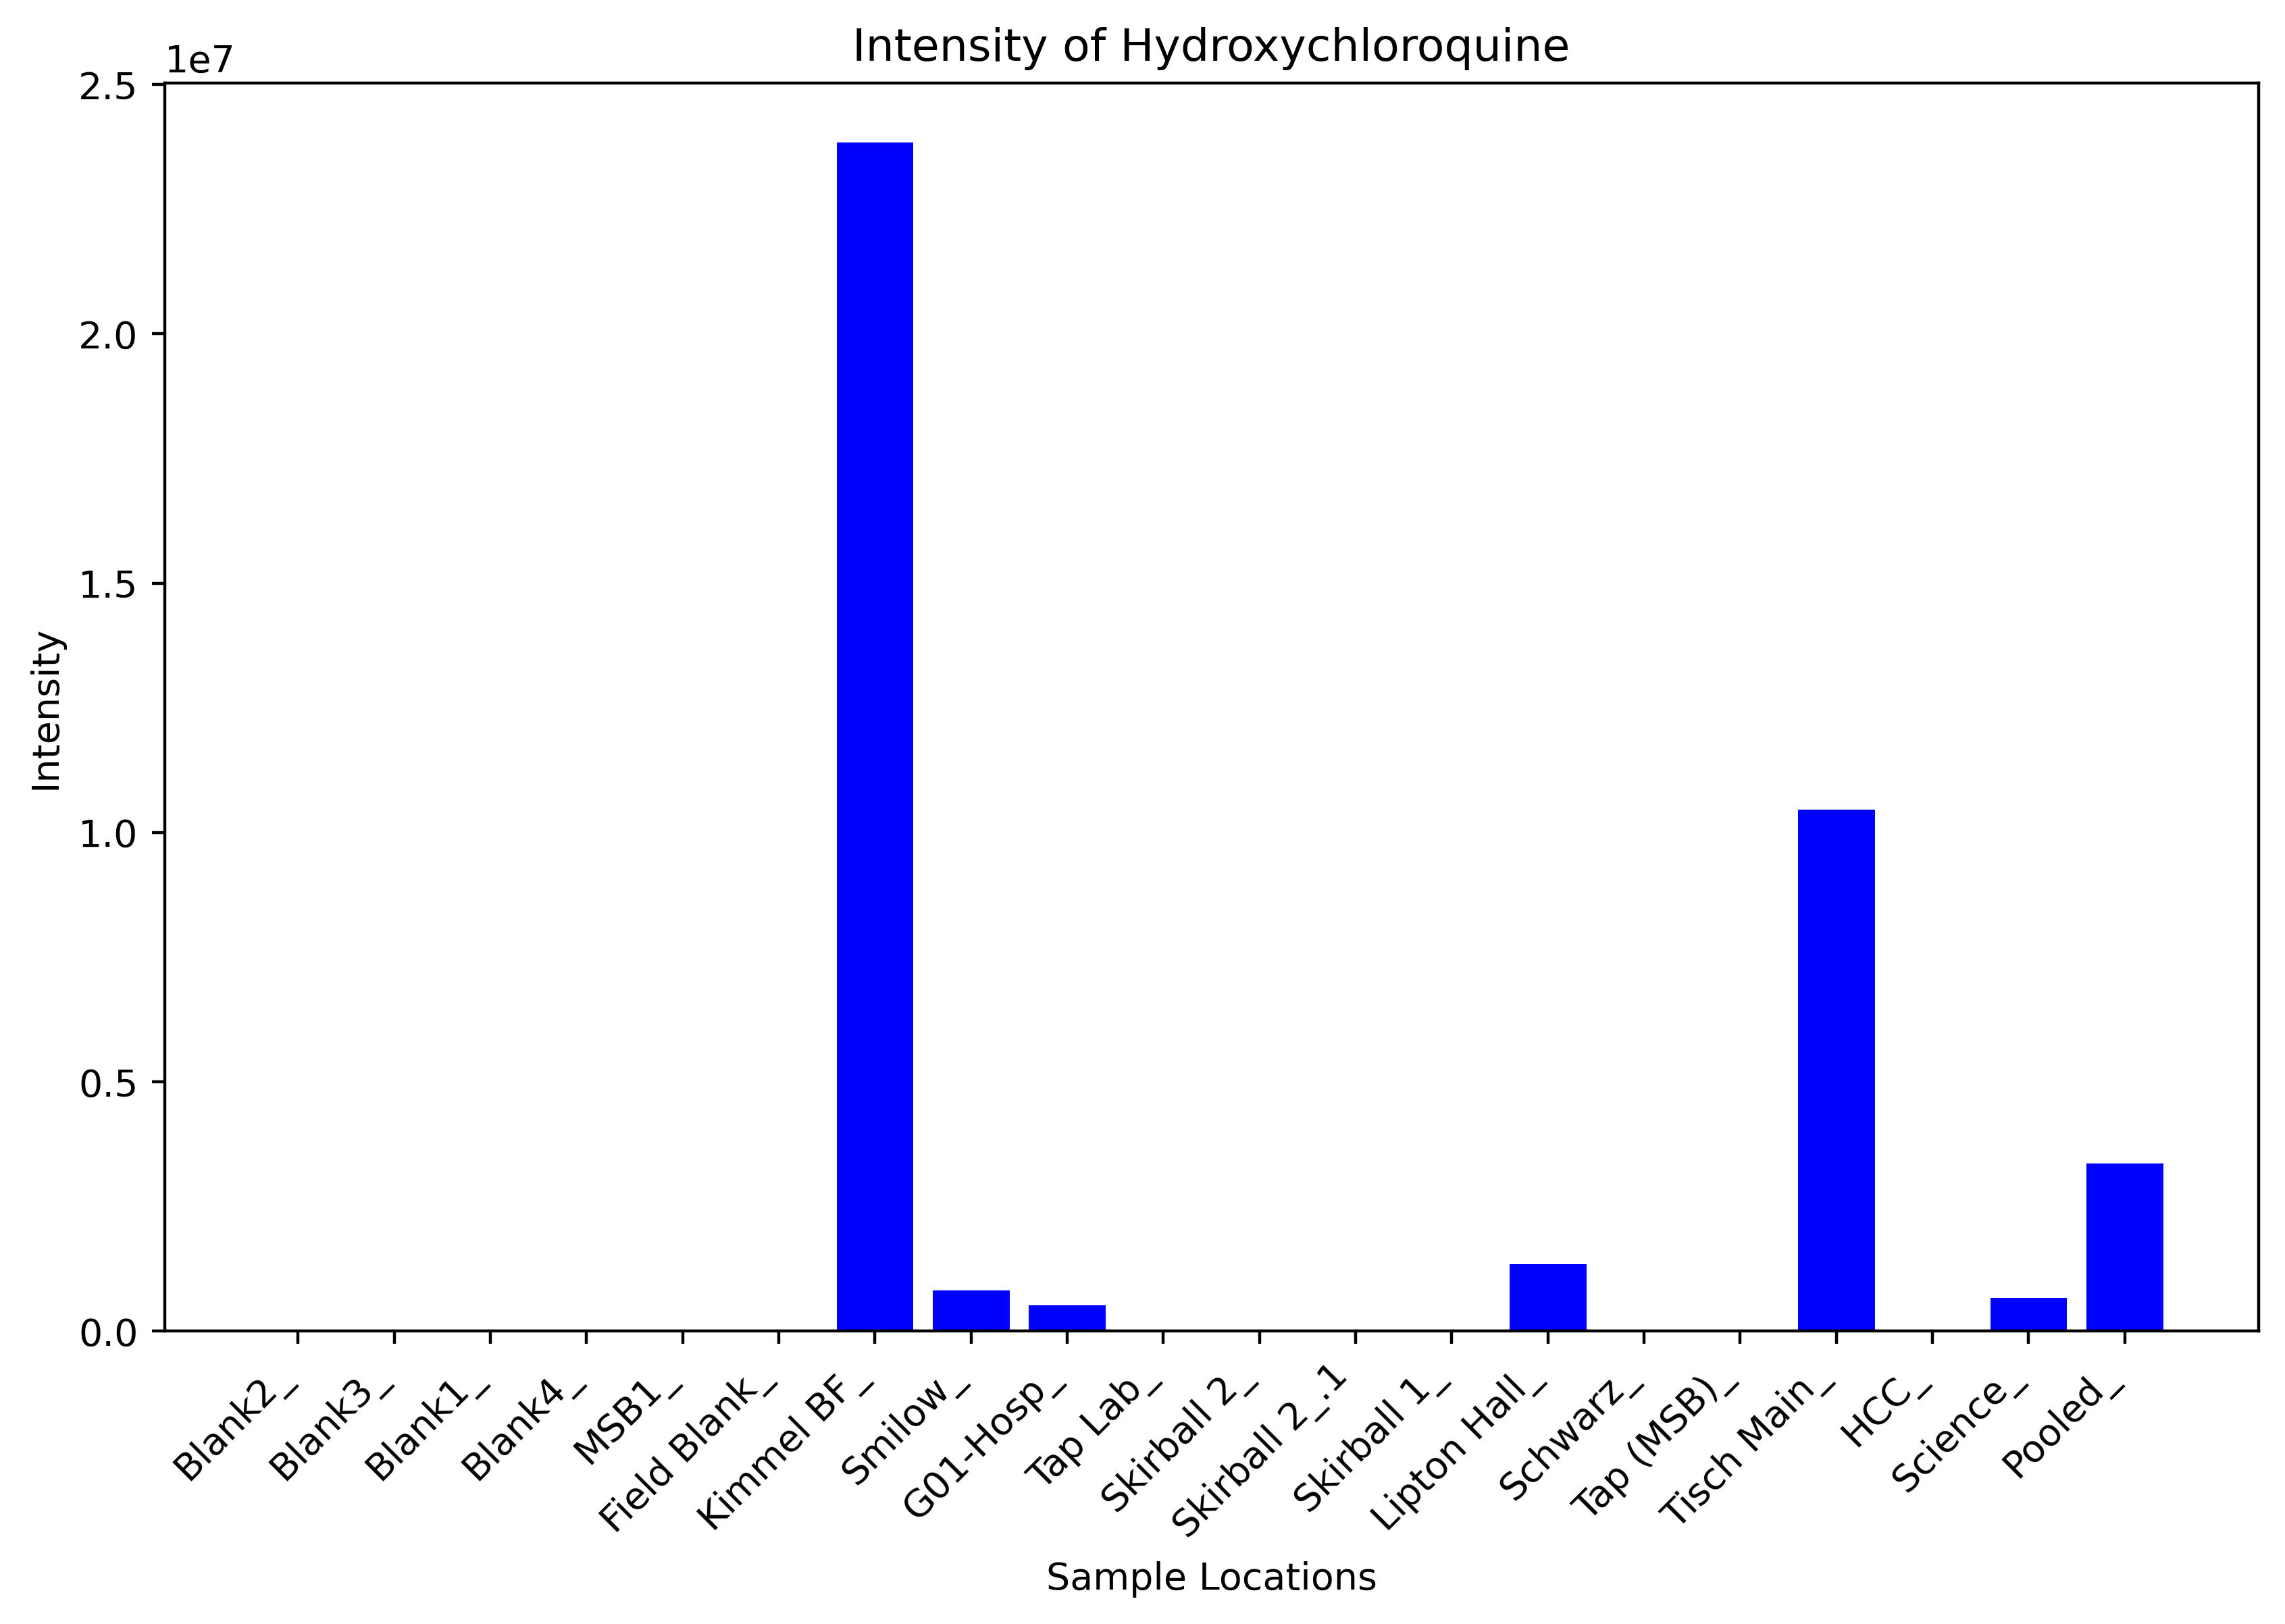 Intensity of Hydroxychloroquine
1e7
2.5
2.0
1.5
1.0
0.5
0.0
Intensity
Blank2_
Blank3_
Blank1_
Blank4_
MSB1_
Field Blank_
Kimmel BF_
Smilow_
G01-Hosp_
Tap Lab_
Skirball 2_
Skirball 2_.1
Skirball 1_
Lipton Hall_
Schwarz_
Tap (MSB)_
Tisch Main_
HCC_
Science_
Pooled_
Sample Locations